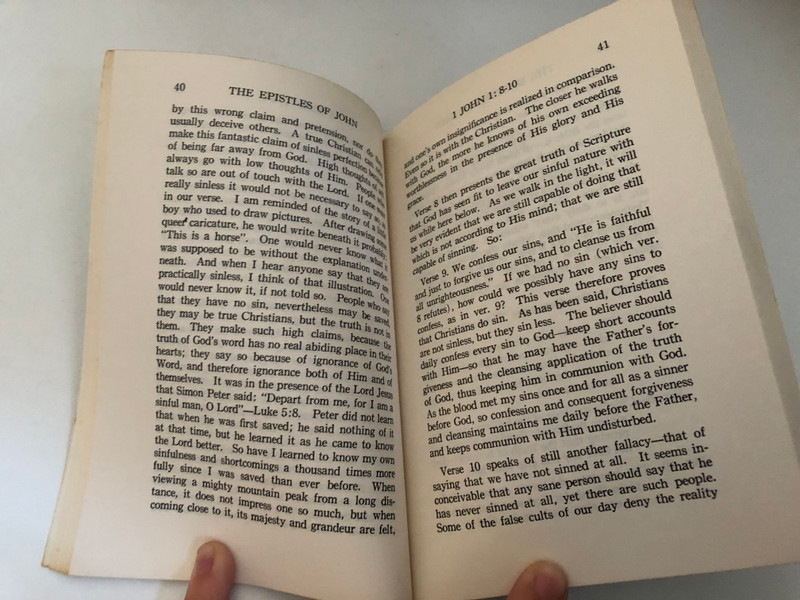 40
THE EPISTLES OF JOHN
by this wrong claim and pretension, nor do they
usually deceive others. A true Christian can
make this fantastic claim of sinless perfection because
of being far away from God. High thoughts of
always go with low thoughts of Him. People who
talk so are out of touch with the Lord. If one were
really sinless it would not be necessary to say so
in our verse. I am reminded of the story of a
boy who used to draw pictures. After drawing some
queer caricature, he would write beneath it probably
"This is a horse". One would never know what it
was supposed to be without the explanation under-
neath. And when I hear anyone say that they are
practically sinless, I think of that illustration. One
would never know it, if not told so. People who say
that they have no sin, nevertheless may be saved,
they may be true Christians, but the truth is not in
them. They make such high claims, because the
truth of God's word has no real abiding place in their
hearts; they say so because of ignorance of God's
Word, and therefore ignorance both of Him and of
themselves. It was in the presence of the Lord Jesus
that Simon Peter said: "Depart from me, for I am a
sinful man, O Lord"—Luke 5:8. Peter did not learn
that when he was first saved; he said nothing of it
at that time, but he learned it as he came to know
the Lord better. So have I learned to know my own
sinfulness and shortcomings a thousand times more
fully since I was saved than ever before. When
viewing a mighty mountain peak from a long dis-
tance, it does not impress one so much, but when
coming close to it, its majesty and grandeur are felt,
1 JOHN 1: 8-10
41
and one's own insignificance is realized in comparison.
Even so it is with the Christian. The closer he walks
with God, the more he knows of his own exceeding
worthlessness in the presence of His glory and His
grace.
Verse 8 then presents the great truth of Scripture
that God has seen fit to leave our sinful nature with
us while here below. As we walk in the light, it will
be very evident that we are still capable of doing that
which is not according to His mind; that we are still
capable of sinning. So:
Verse 9. We confess our sins, and "He is faithful
and just to forgive us our sins, and to cleanse us from
all unrighteousness." If we had no sin (which ver.
8 refutes), how could we possibly have any sins to
confess, as in ver. 9? This verse therefore proves
that Christians do sin. As has been said, Christians
are not sinless, but they sin less. The believer should
daily confess every sin to God—keep short accounts
with Him—so that he may have the Father's for-
giveness and the cleansing application of the truth
of God, thus keeping him in communion with God.
As the blood met my sins once and for all as a sinner
before God, so confession and consequent forgiveness
and cleansing maintains me daily before the Father,
and keeps communion with Him undisturbed.
Verse 10 speaks of still another fallacy—that of
saying that we have not sinned at all. It seems in-
conceivable that any sane person should say that he
has never sinned at all, yet there are such people.
Some of the false cults of our day deny the reality